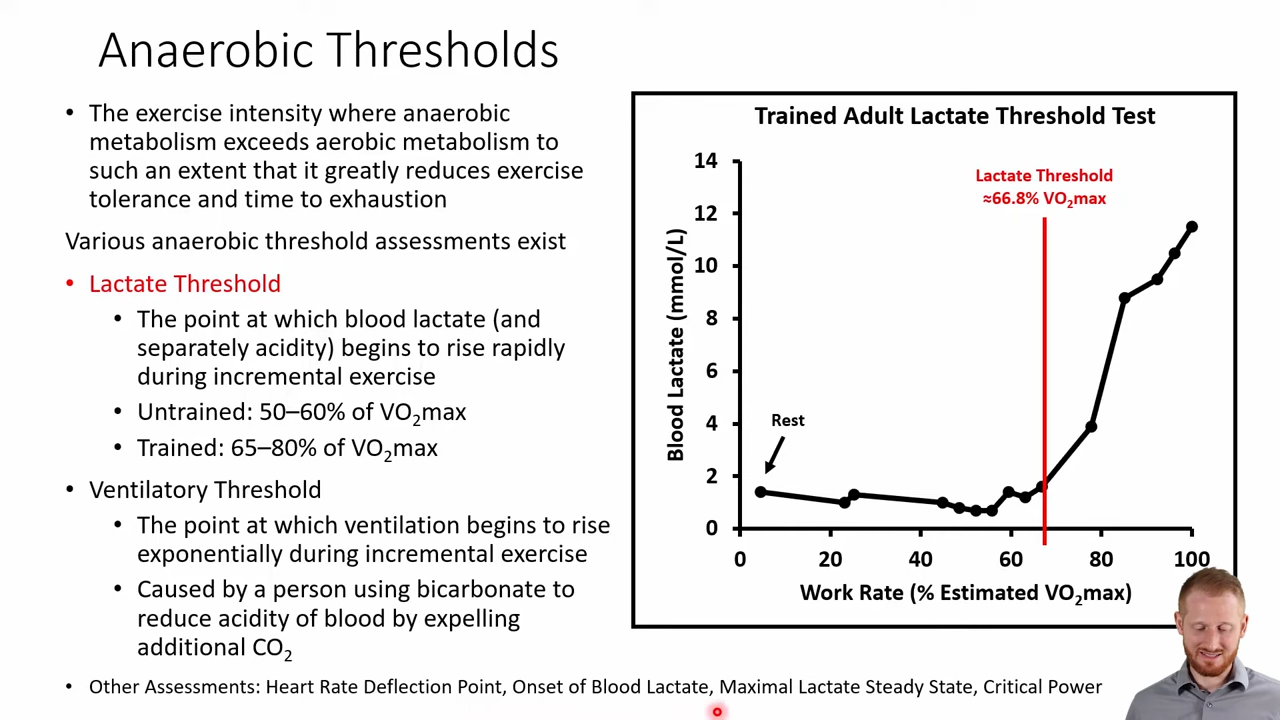 Anaerobic Thresholds
• The exercise intensity where anaerobic
metabolism exceeds aerobic metabolism to
such an extent that it greatly reduces exercise
tolerance and time to exhaustion
Various anaerobic threshold assessments exist
• Lactate Threshold
• The point at which blood lactate (and
separately acidity) begins to rise rapidly
during incremental exercise
• Untrained: 50–60% of VO₂max
• Trained: 65–80% of VO₂max
• Ventilatory Threshold
• The point at which ventilation begins to rise
exponentially during incremental exercise
• Caused by a person using bicarbonate to
reduce acidity of blood by expelling
additional CO₂
• Other Assessments: Heart Rate Deflection Point, Onset of Blood Lactate, Maximal Lactate Steady State, Critical Power
Trained Adult Lactate Threshold Test
Lactate Threshold
≈66.8% VO₂max
Blood Lactate (mmol/L)
14
12
10
8
6
4
2
0
Rest
0 20 40 60 80 100
Work Rate (% Estimated VO₂max)